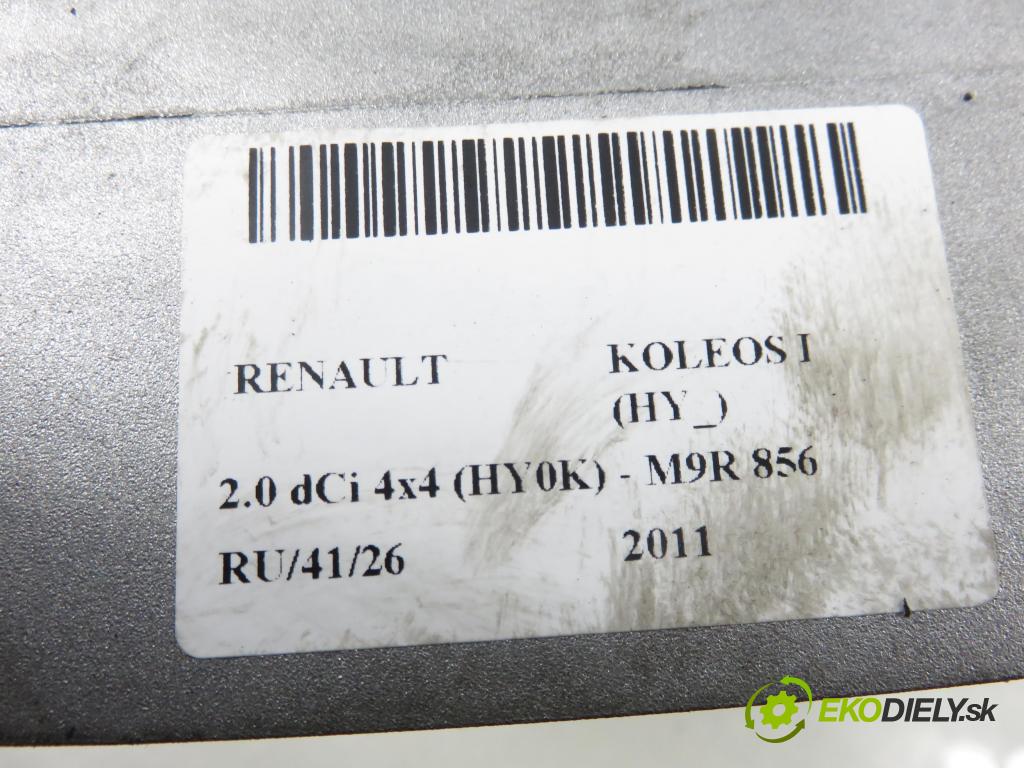 RENAULT KOLEOS I
(HY_)
2.0 dCi 4x4 (HY0K) - M9R 856
RU/41/26 2011
EKODIELY.sk